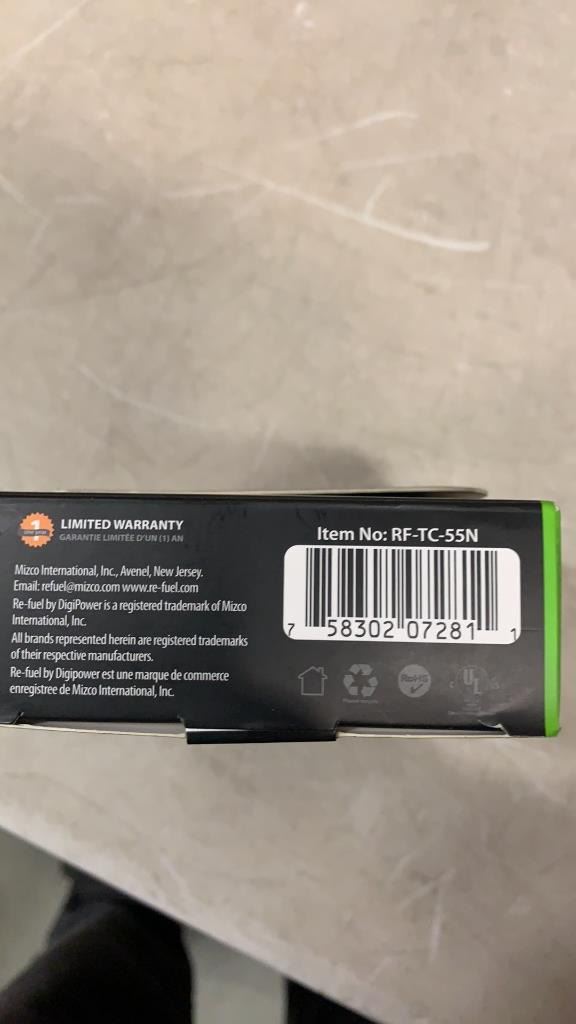 1
LIMITED WARRANTY
GARANTIE LIMITÉE D'UN (1) AN
Mizco International, Inc., Avenel, New Jersey.
Email: refuel@mizco.com www.re-fuel.com
Re-fuel by DigiPower is a registered trademark of Mizco
International, Inc.
All brands represented herein are registered trademarks
of their respective manufacturers.
Re-fuel by Digipower est une marque de commerce
enregistree de Mizco International, Inc.
Item No: RF-TC-55N
7 58302 07281 1
RoHS
C UL US